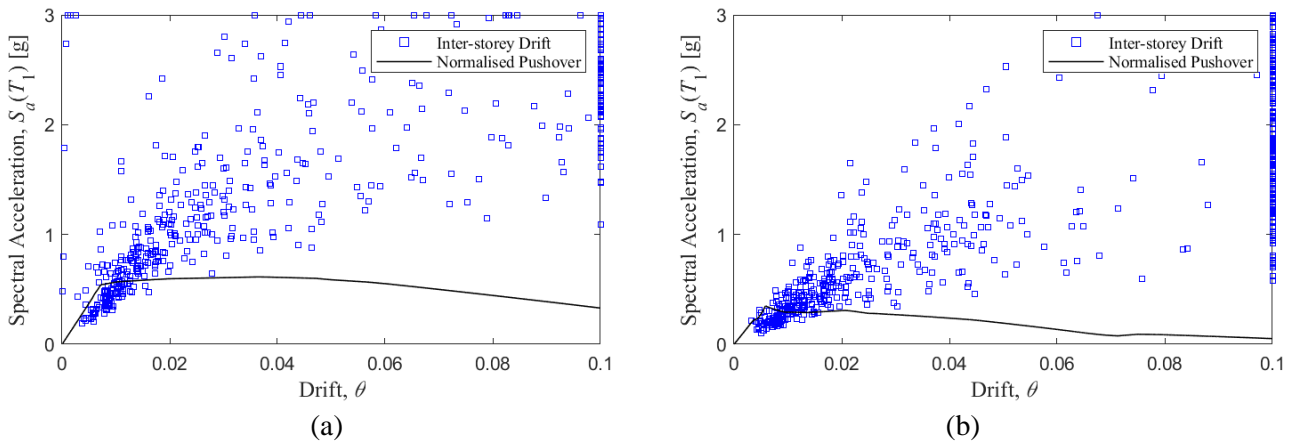 Spectral Acceleration, Sa(T1) [g]
3
2
1
0
Inter-storey Drift
Normalised Pushover
0 0.02 0.04 0.06 0.08 0.1
Drift, θ
(a)
Spectral Acceleration, Sa(T1) [g]
3
2
1
0
Inter-storey Drift
Normalised Pushover
0 0.02 0.04 0.06 0.08 0.1
Drift, θ
(b)